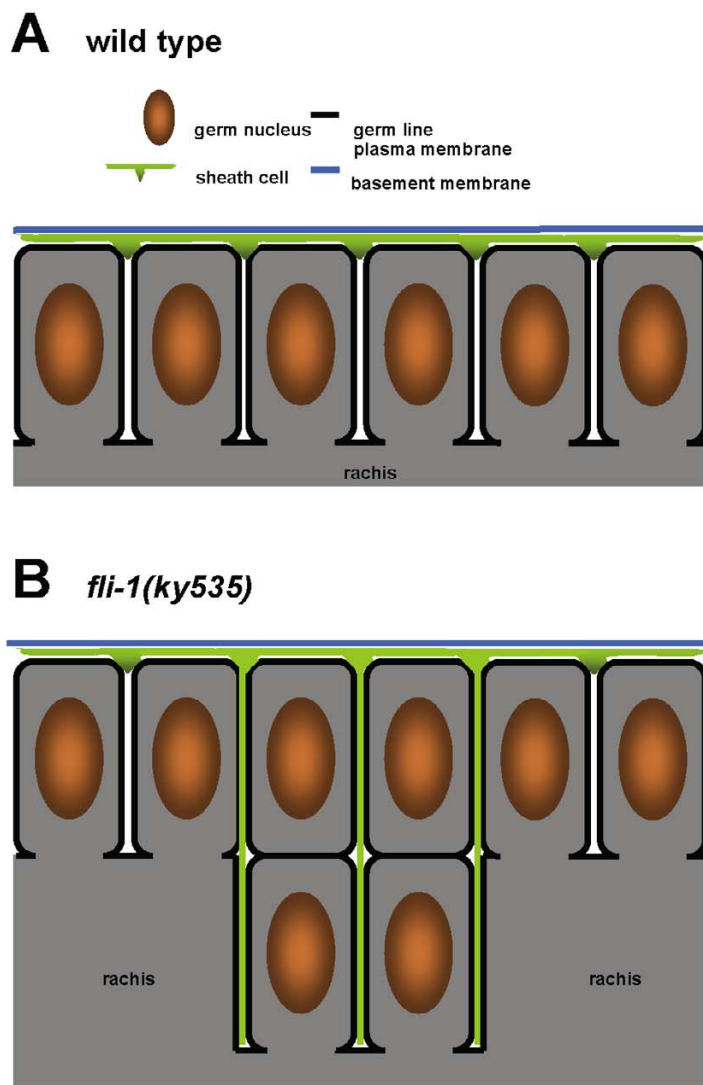 A wild type
germ nucleus
germ line
plasma membrane
sheath cell
basement membrane
rachis
B fli-1(ky535)
rachis
rachis